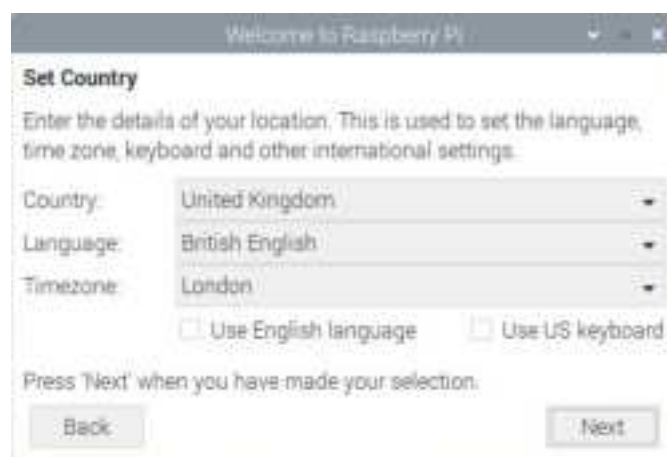 Welcome to Raspberry Pi
Set Country
Enter the details of your location. This is used to set the language,
time zone, keyboard and other international settings.
Country: United Kingdom
Language: British English
Timezone: London
Use English language Use US keyboard
Press 'Next' when you have made your selection.
Back Next